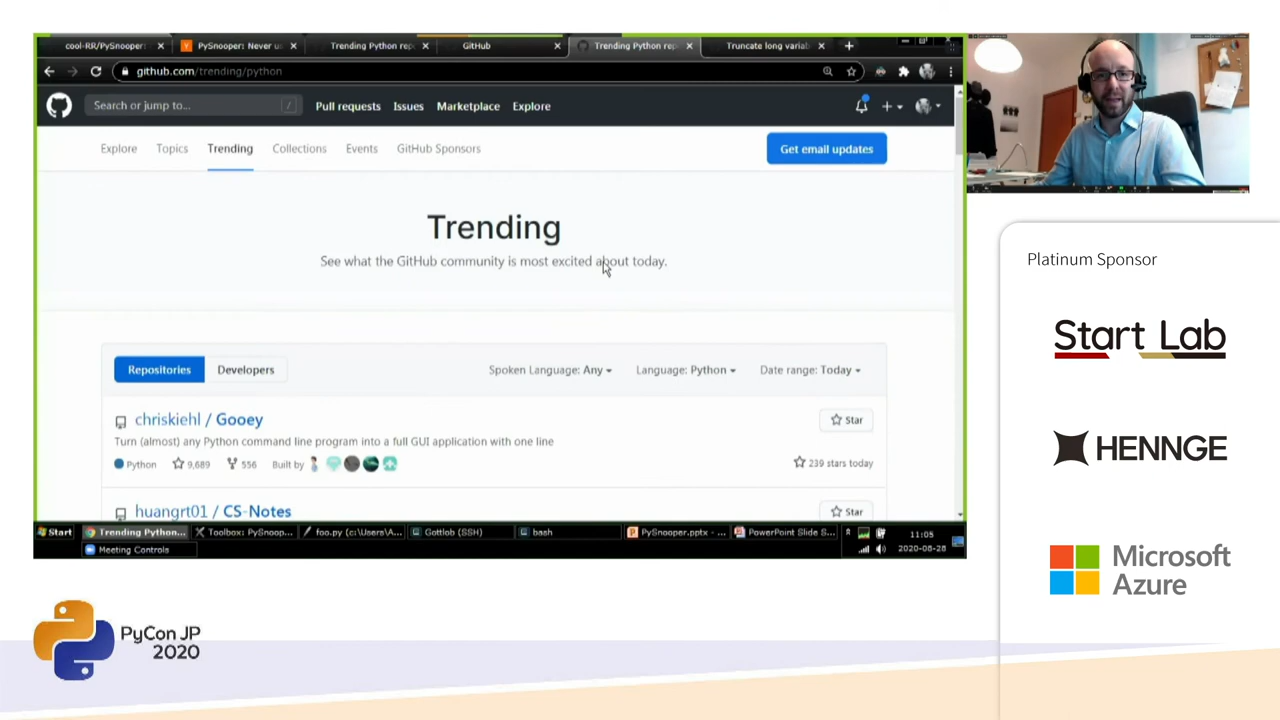 cool-RR/PySnooper:
PySnooper: Never u
Trending Python rep
GitHub
Trending Python rep
Truncate long variab
github.com/trending/python
Search or jump to...
/
Pull requests
Issues
Marketplace
Explore
Explore
Topics
Trending
Collections
Events
GitHub Sponsors
Get email updates
Trending
See what the GitHub community is most excited about today.
Repositories
Developers
Spoken Language: Any
Language: Python
Date range: Today
chriskiehl / Gooey
Star
Turn (almost) any Python command line program into a full GUI application with one line
Python
9,689
556
Built by
239 stars today
huangrt01 / CS-Notes
Star
Start
Trending Python...
Toolbox: PySnoop...
foo.py (c:\Users\A...
Gottlob (SSH)
bash
PySnooper.pptx - ...
PowerPoint Slide S...
11:05
Meeting Controls
2020-08-28
Platinum Sponsor
Start Lab
HENNGE
Microsoft
Azure
PyCon JP
2020